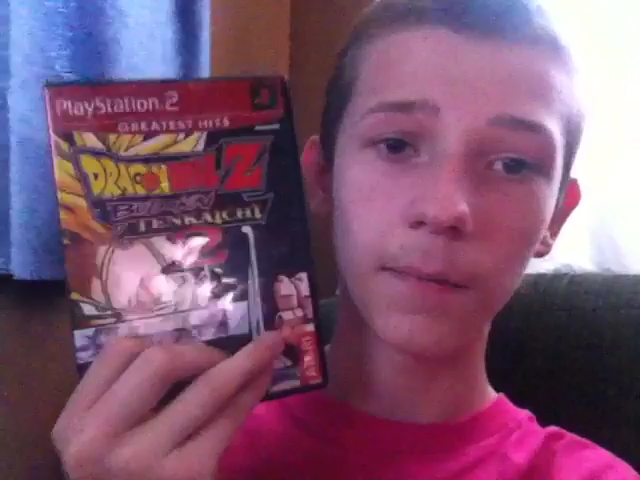 PlayStation 2
GREATEST HITS
DRAGON BALL Z
BUDOKAI
TENKAICHI
2
ATARI